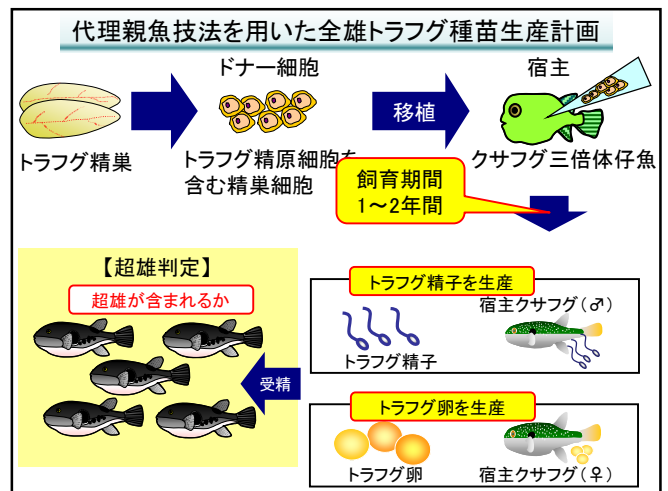 代理親魚技法を用いた全雄トラフグ種苗生産計画
ドナー細胞
宿主
移植
トラフグ精巣
トラフグ精原細胞を
含む精巣細胞
クサフグ三倍体仔魚
飼育期間
1～2年間
【超雄判定】
超雄が含まれるか
トラフグ精子を生産
宿主クサフグ(♂)
トラフグ精子
受精
トラフグ卵を生産
トラフグ卵
宿主クサフグ(♀)